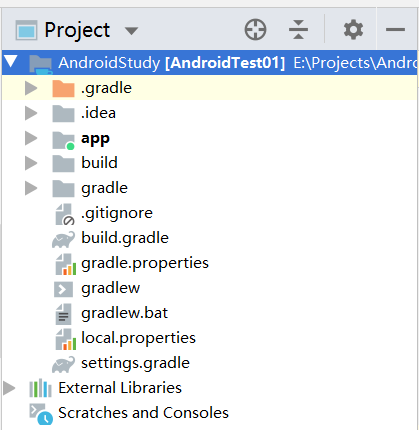 Project
AndroidStudy [AndroidTest01] E:\Projects\Andro
.gradle
.idea
app
build
gradle
.gitignore
build.gradle
gradle.properties
gradlew
gradlew.bat
local.properties
settings.gradle
External Libraries
Scratches and Consoles